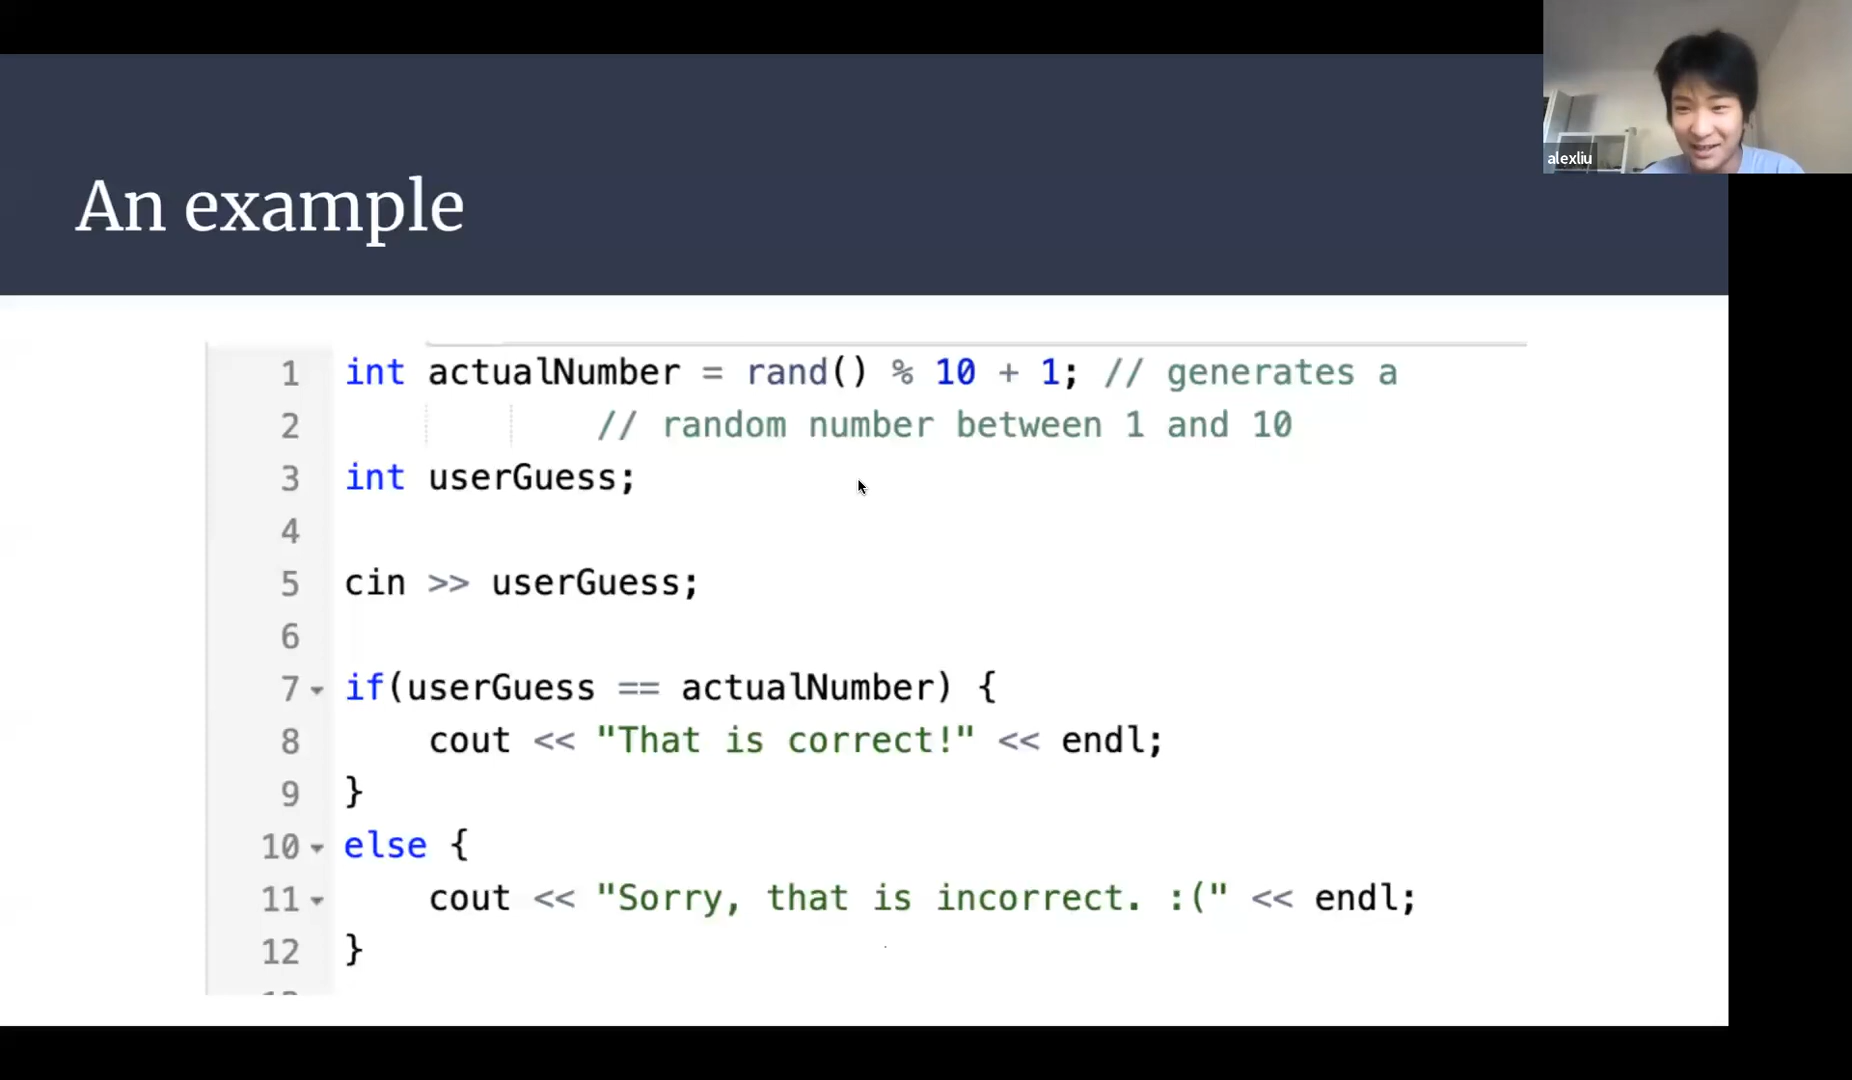 alexliu
An example
1 int actualNumber = rand() % 10 + 1; // generates a
2 // random number between 1 and 10
3 int userGuess;
4
5 cin >> userGuess;
6
7 if(userGuess == actualNumber) {
8 cout << "That is correct!" << endl;
9 }
10 else {
11 cout << "Sorry, that is incorrect. :(" << endl;
12 }